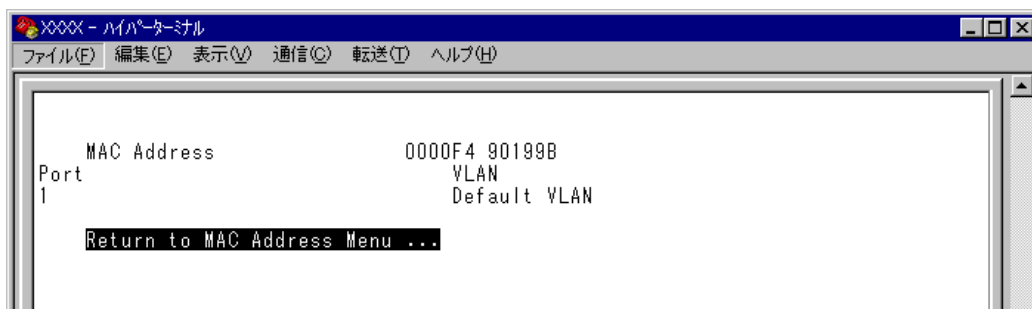 XXXX - ハイパーターミナル
ファイル(F) 編集(E) 表示(V) 通信(C) 転送(T) ヘルプ(H)
MAC Address 0000F4 90199B
Port VLAN
1 Default VLAN
Return to MAC Address Menu ...